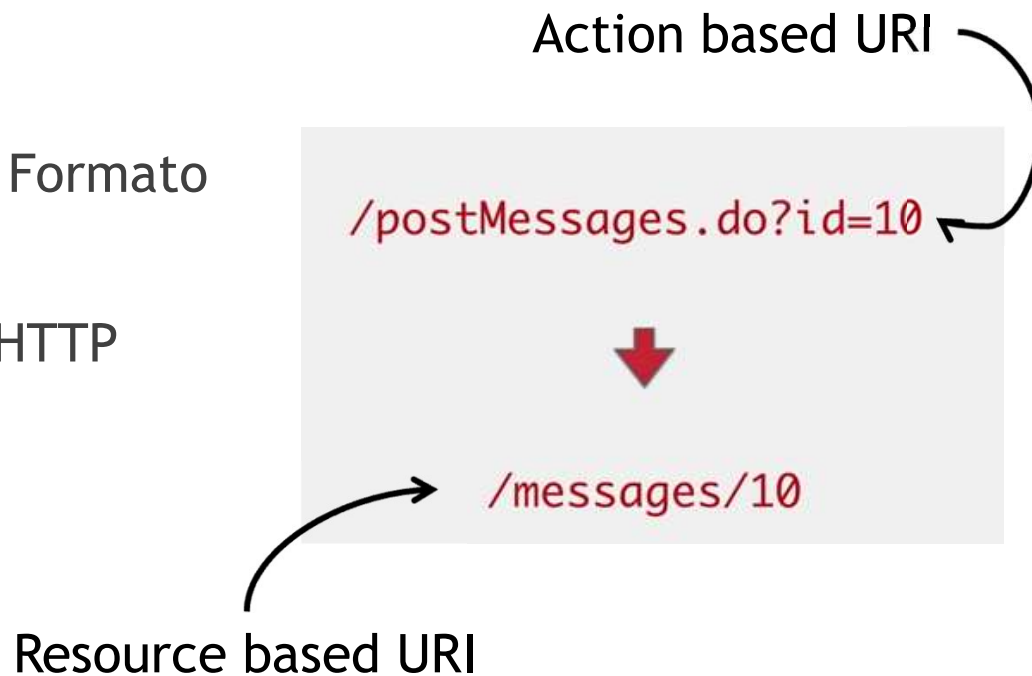 Action based URI
Formato
/postMessages.do?id=10
HTTP
/messages/10
Resource based URI